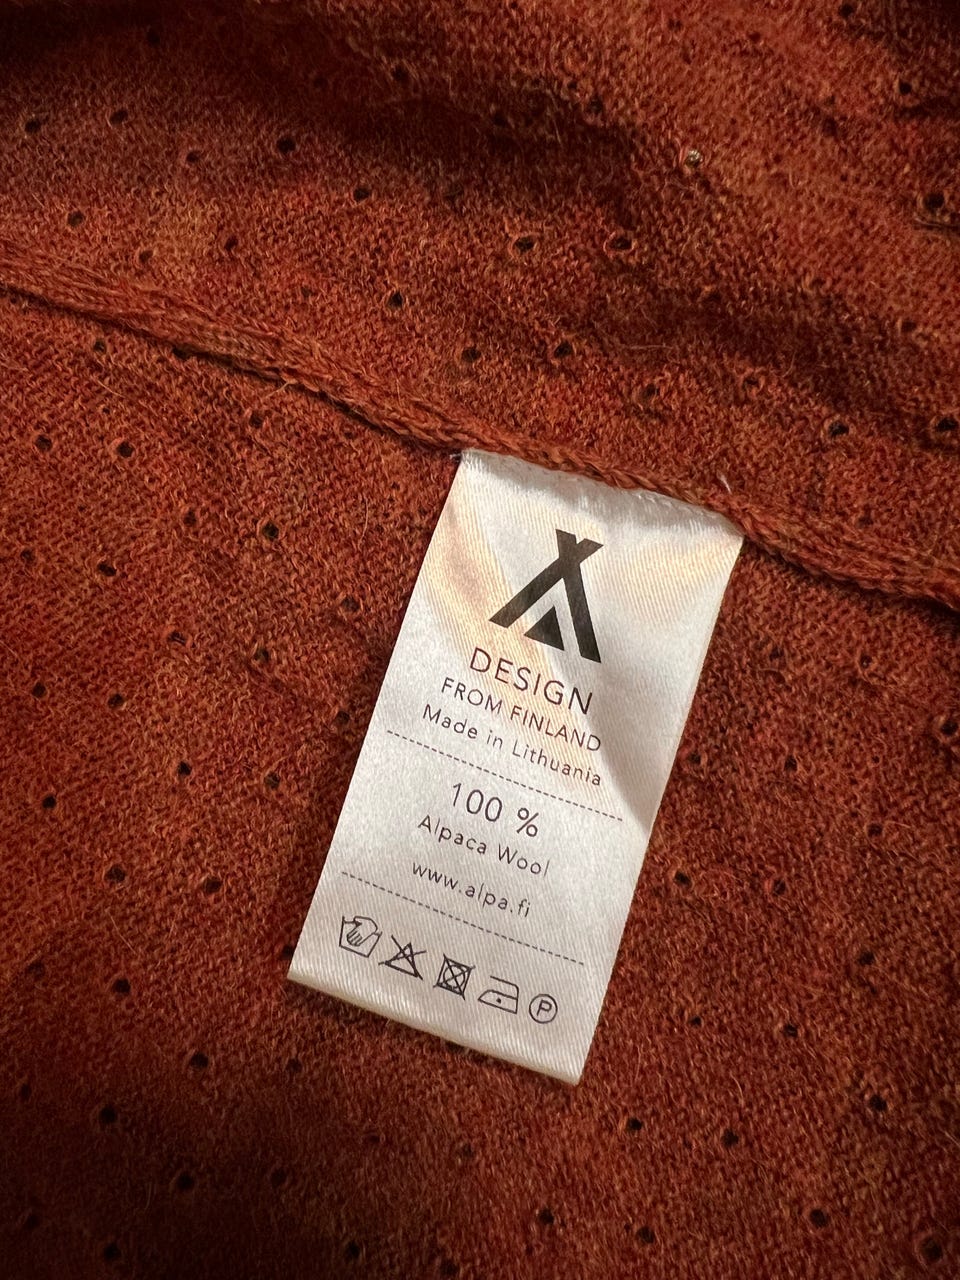 DESIGN
FROM FINLAND
Made in Lithuania
100 %
Alpaca Wool
www.alpa.fi
P